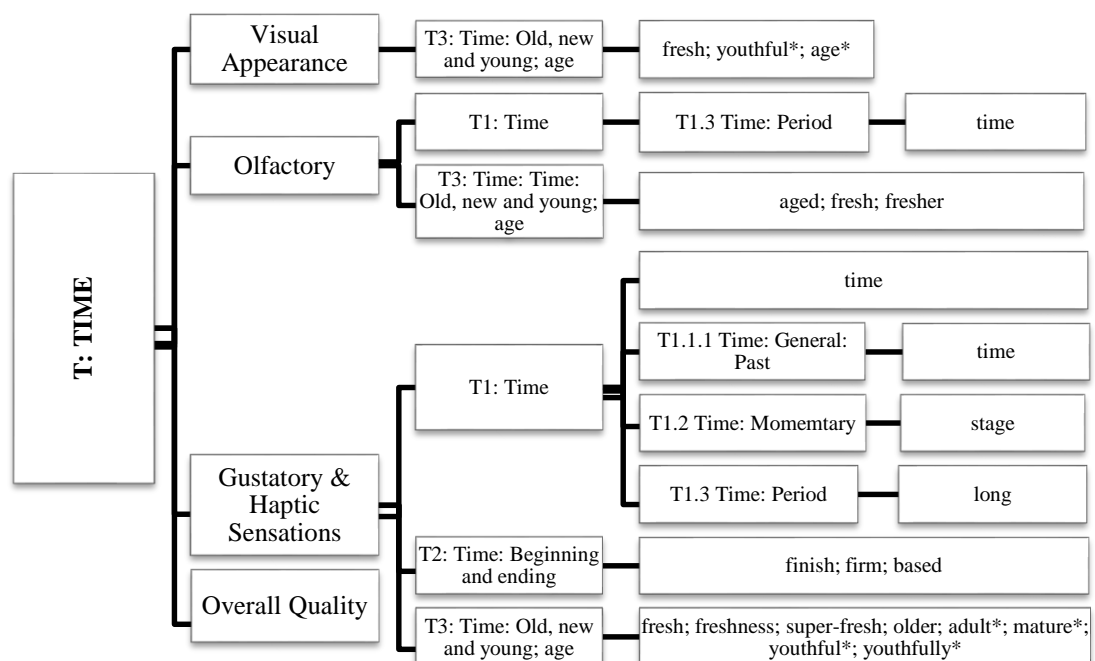 T: TIME
Visual
Appearance
T3: Time: Old, new
and young; age
fresh; youthful*; age*
Olfactory
T1: Time
T1.3 Time: Period
time
T3: Time: Time:
Old, new and young;
age
aged; fresh; fresher
Gustatory &
Haptic
Sensations
T1: Time
time
T1.1.1 Time: General:
Past
time
T1.2 Time: Momemtary
stage
T1.3 Time: Period
long
T2: Time: Beginning
and ending
finish; firm; based
T3: Time: Old, new
and young; age
fresh; freshness; super-fresh; older; adult*; mature*;
youthful*; youthfully*
Overall Quality